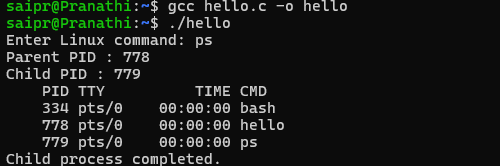 saipr@Pranathi:~$ gcc hello.c -o hello
saipr@Pranathi:~$ ./hello
Enter Linux command: ps
Parent PID : 778
Child PID : 779
    PID TTY          TIME CMD
    334 pts/0    00:00:00 bash
    778 pts/0    00:00:00 hello
    779 pts/0    00:00:00 ps
Child process completed.